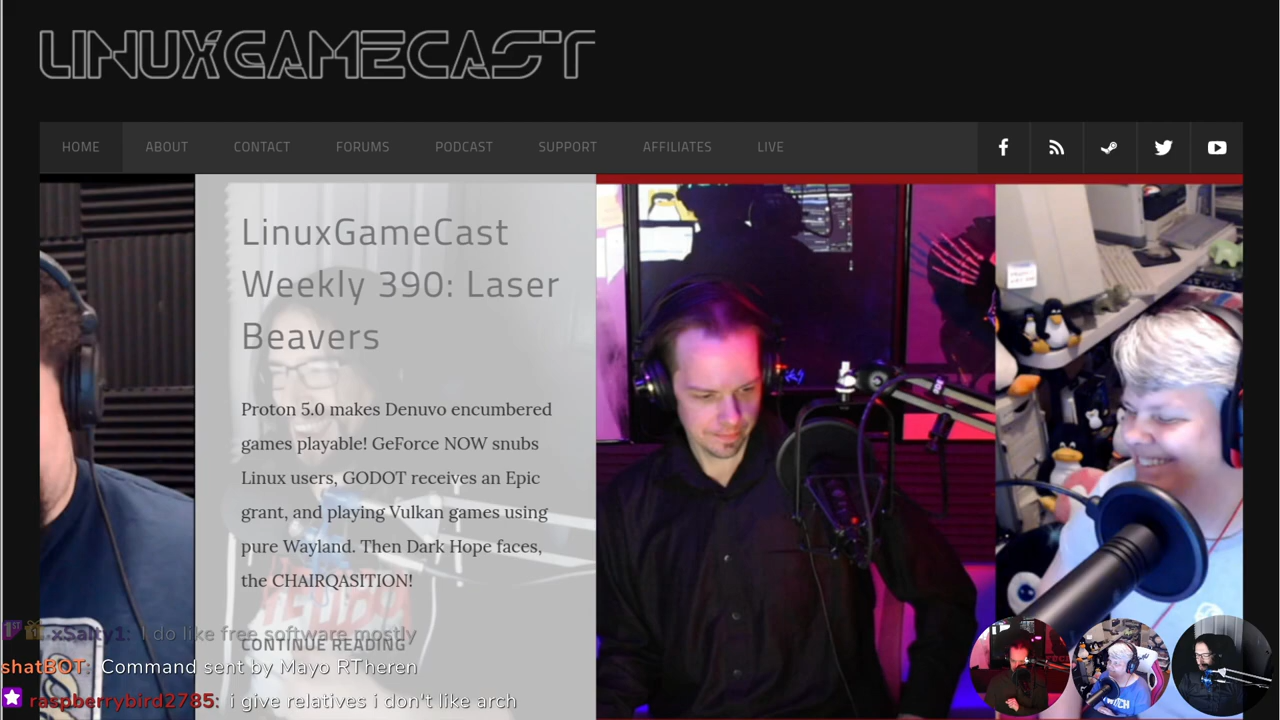 LINUXGAMECAST
HOME ABOUT CONTACT FORUMS PODCAST SUPPORT AFFILIATES LIVE
LinuxGameCast
Weekly 390: Laser
Beavers
Proton 5.0 makes Denuvo encumbered
games playable! GeForce NOW snubs
Linux users, GODOT receives an Epic
grant, and playing Vulkan games using
pure Wayland. Then Dark Hope faces,
the CHAIRQASITION!
CONTINUE READING
xSalty1: I do like free software mostly
shatBOT: Command sent by Mayo RTheren
raspberrybird2785: i give relatives i don't like arch